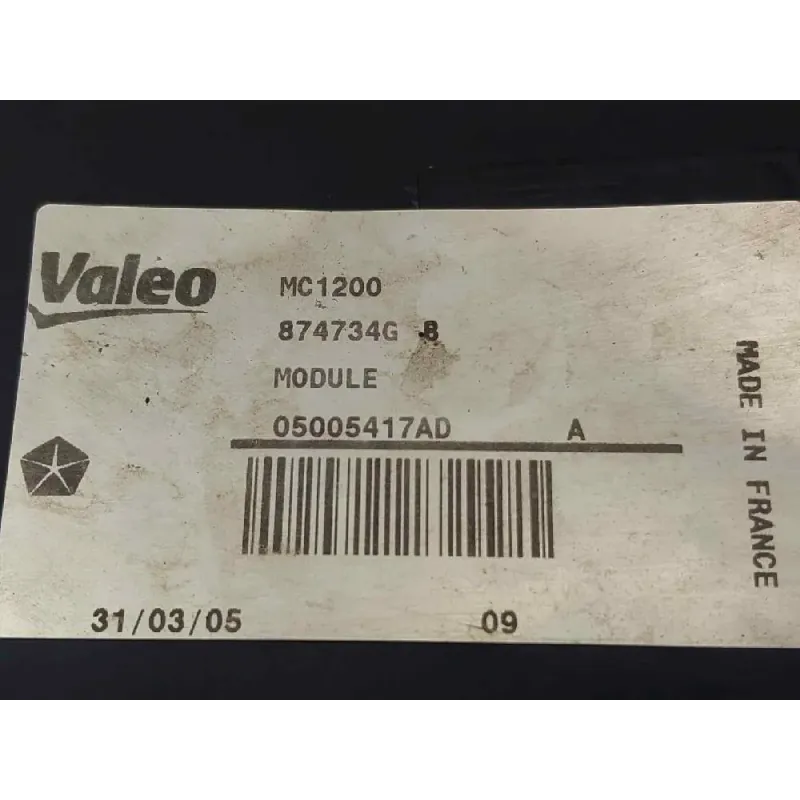 Valeo
MC1200
874734G B
MODULE
05005417AD A
31/03/05 09
MADE IN FRANCE